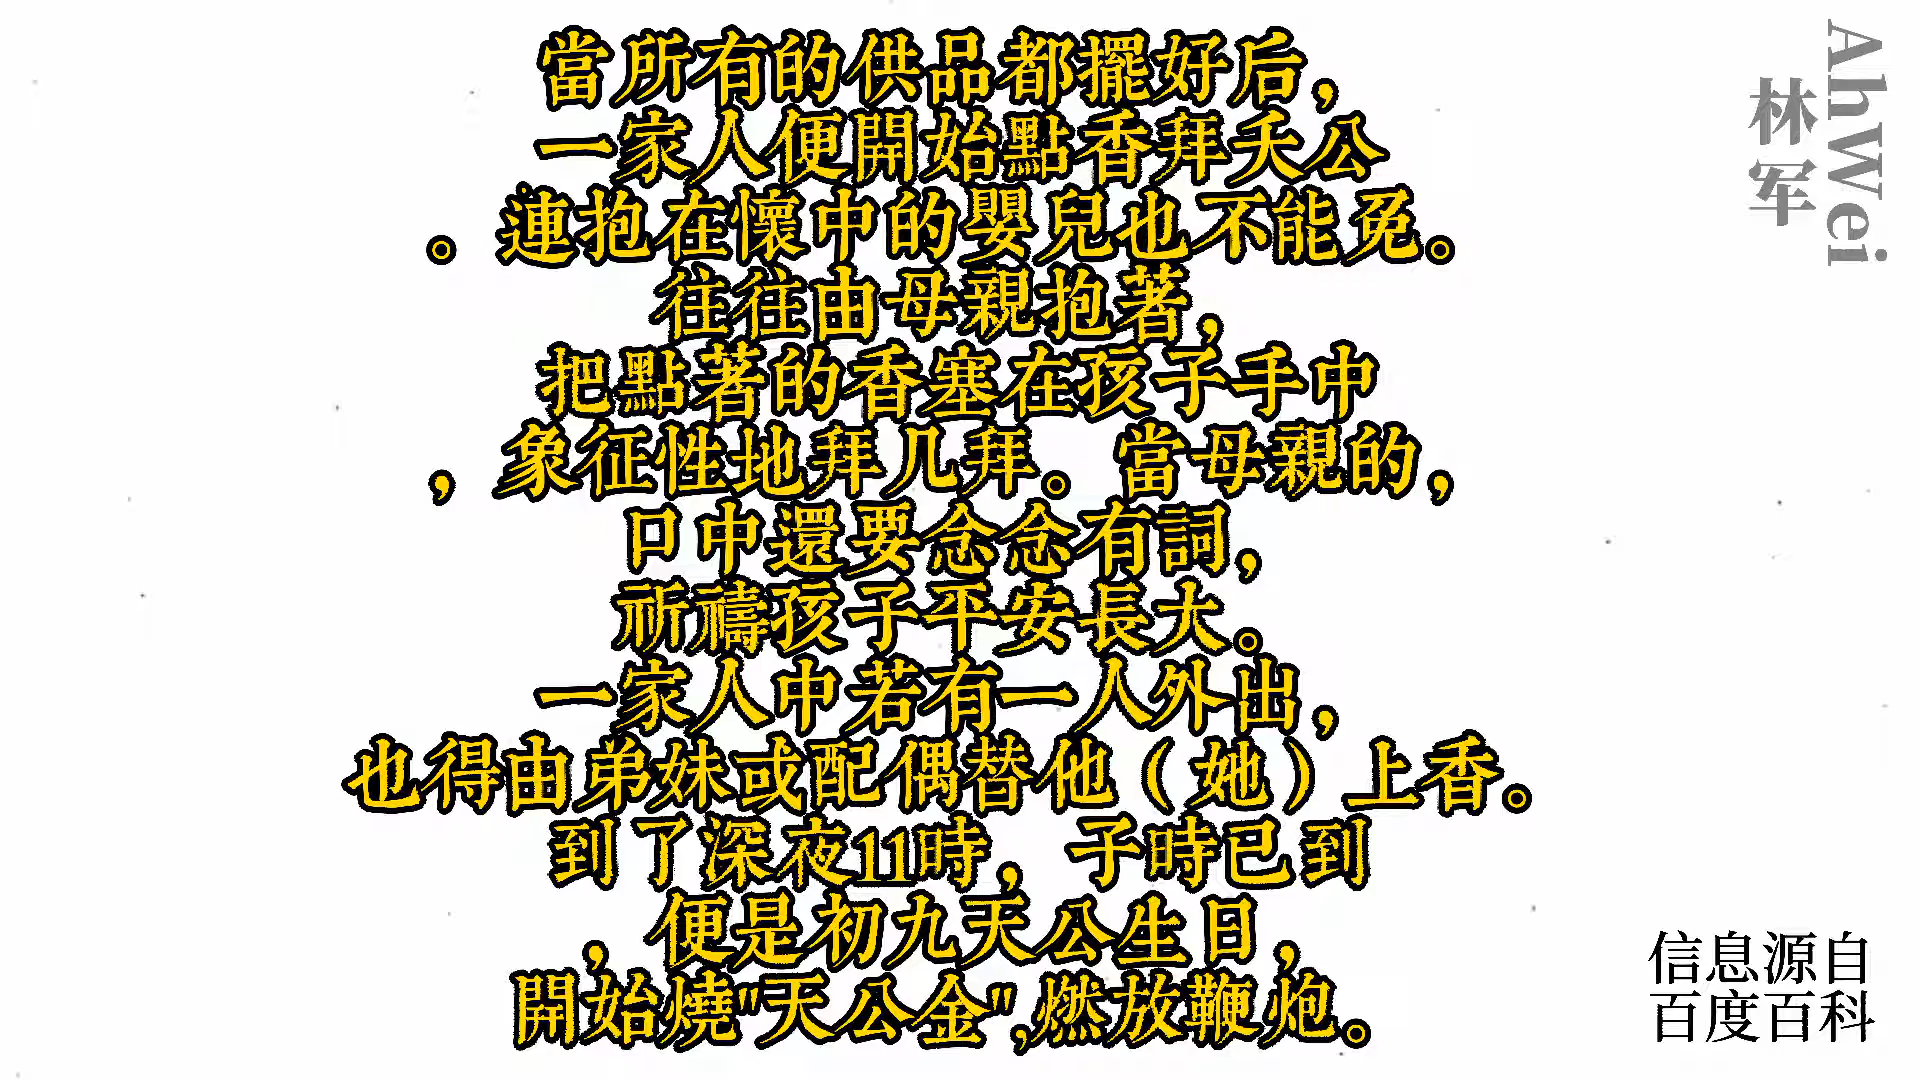 當所有的供品都擺好后，
一家人便開始點香拜天公
。連抱在懷中的嬰兒也不能免。
往往由母親抱著，
把點著的香塞在孩子手中
，象征性地拜几拜。當母親的，
口中還要念念有詞，
祈禱孩子平安長大。
一家人中若有一人外出，
也得由弟妹或配偶替他（她）上香。
到了深夜11時，子時已到
，便是初九天公生日，
開始燒"天公金",燃放鞭炮。
AhWei
林军
信息源自
百度百科